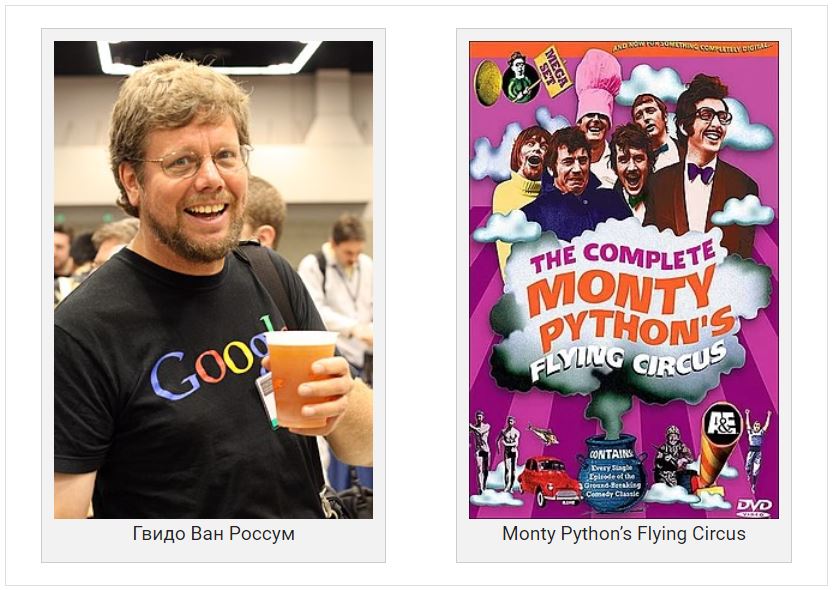 Google
Гвидо Ван Россум
AND NOW FOR SOMETHING COMPLETELY DIGITAL...
MEGA
SET
THE COMPLETE
MONTY
PYTHON'S
FLYING CIRCUS
A&E
CONTAINS
Every Single
Episode of the
Ground-Breaking
Comedy Classic
DVD
VIDEO
Monty Python’s Flying Circus